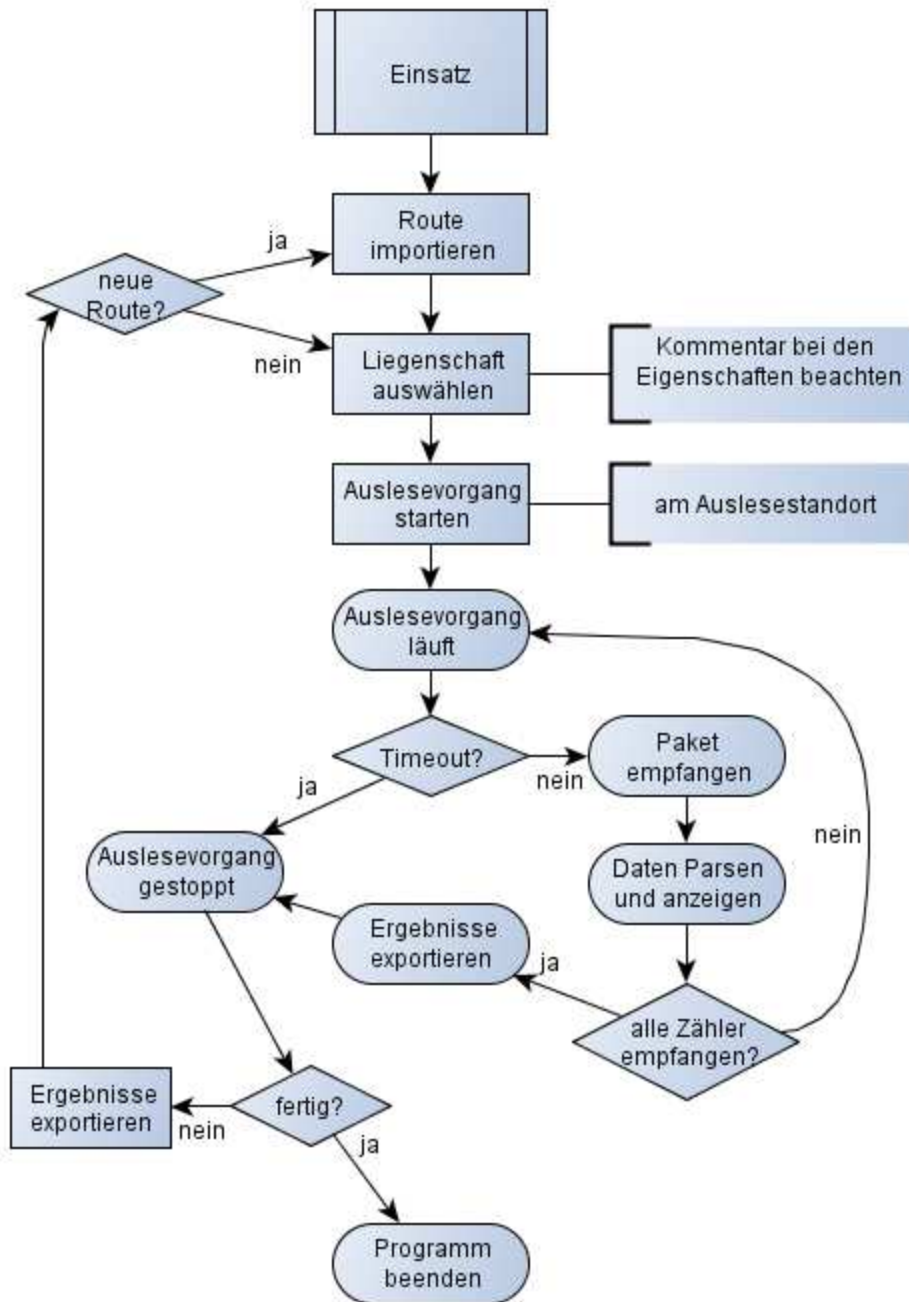 Einsatz
Route
importieren
ja
neue
Route?
nein
Liegenschaft
auswählen
Kommentar bei den
Eigenschaften beachten
Auslesevorgang
starten
am Auslesestandort
Auslesevorgang
läuft
Timeout?
nein
ja
Paket
empfangen
Auslesevorgang
gestoppt
Daten Parsen
und anzeigen
nein
Ergebnisse
exportieren
ja
alle Zähler
empfangen?
Ergebnisse
exportieren
nein
fertig?
ja
Programm
beenden